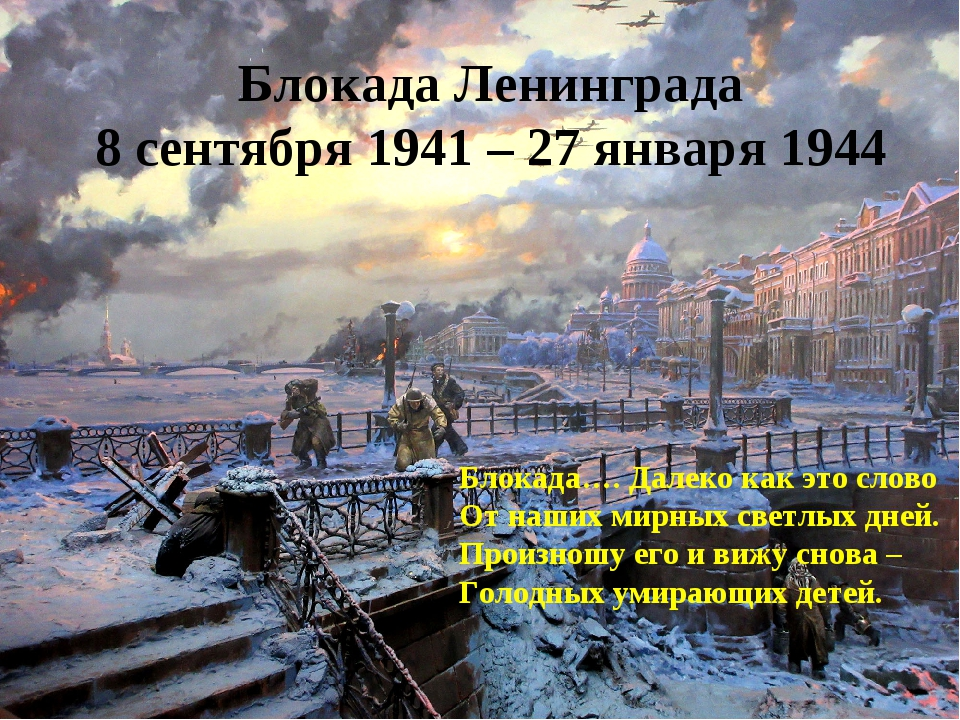 Блокада Ленинграда
8 сентября 1941 – 27 января 1944
Блокада…. Далеко как это слово
От наших мирных светлых дней.
Произношу его и вижу снова –
Голодных умирающих детей.